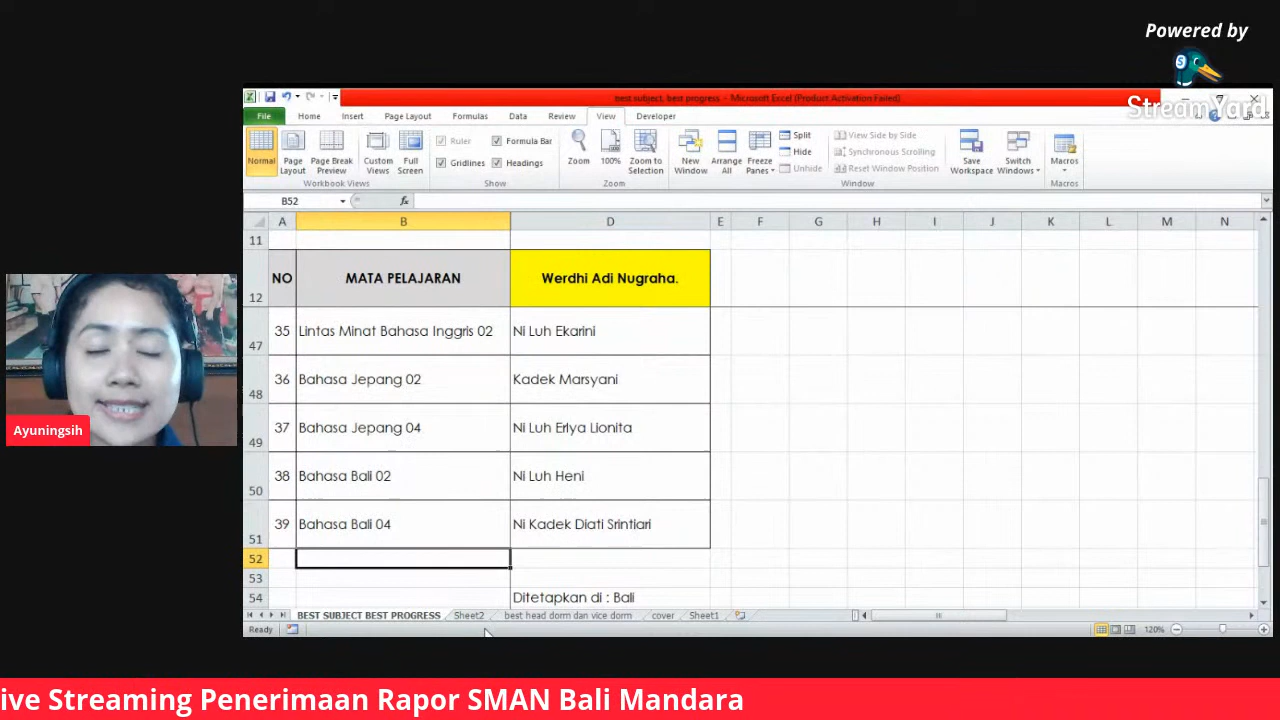 Powered by
StreamYard
best subject, best progress - Microsoft Excel (Product Activation Failed)
File Home Insert Page Layout Formulas Data Review View Developer
Normal Page Layout Page Break Preview Custom Views Full Screen
Workbook Views
Ruler Formula Bar
Gridlines Headings
Show
Zoom 100% Zoom to Selection
Zoom
New Window Arrange All Freeze Panes
Split
Hide
Unhide
View Side by Side
Synchronous Scrolling
Reset Window Position
Window
Save Workspace Switch Windows
Macros
Macros
B52 fx
A B D E F G H I J K L M N
11
12 NO MATA PELAJARAN Werdhi Adi Nugraha.
47 35 Lintas Minat Bahasa Inggris 02 Ni Luh Ekarini
48 36 Bahasa Jepang 02 Kadek Marsyani
49 37 Bahasa Jepang 04 Ni Luh Erlya Lionita
50 38 Bahasa Bali 02 Ni Luh Heni
51 39 Bahasa Bali 04 Ni Kadek Diati Srintiari
52
53
54 Ditetapkan di : Bali
BEST SUBJECT BEST PROGRESS Sheet2 best head dorm dan vice dorm cover Sheet1
Ready 120%
Ayuningsih
ive Streaming Penerimaan Rapor SMAN Bali Mandara